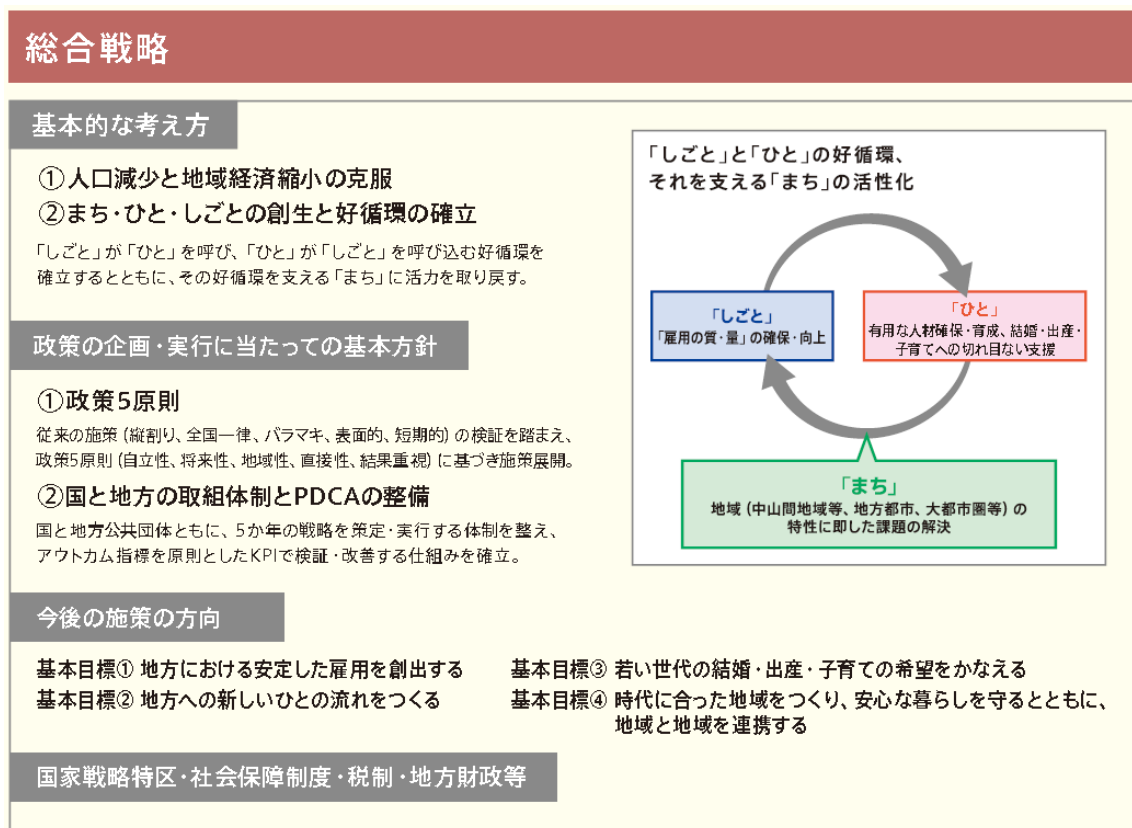 総合戦略
基本的な考え方
①人口減少と地域経済縮小の克服
②まち・ひと・しごとの創生と好循環の確立
「しごと」が「ひと」を呼び、「ひと」が「しごと」を呼び込む好循環を
確立するとともに、その好循環を支える「まち」に活力を取り戻す。
政策の企画・実行に当たっての基本方針
①政策5原則
従来の施策(縦割り、全国一律、バラマキ、表面的、短期的)の検証を踏まえ、
政策5原則(自立性、将来性、地域性、直接性、結果重視)に基づき施策展開。
②国と地方の取組体制とPDCAの整備
国と地方公共団体ともに、5か年の戦略を策定・実行する体制を整え、
アウトカム指標を原則としたKPIで検証・改善する仕組みを確立。
「しごと」と「ひと」の好循環、
それを支える「まち」の活性化
「しごと」
「雇用の質・量」の確保・向上
「ひと」
有用な人材確保・育成、結婚・出産・
子育てへの切れ目ない支援
「まち」
地域(中山間地域等、地方都市、大都市圏等)の
特性に即した課題の解決
今後の施策の方向
基本目標① 地方における安定した雇用を創出する
基本目標② 地方への新しいひとの流れをつくる
基本目標③ 若い世代の結婚・出産・子育ての希望をかなえる
基本目標④ 時代に合った地域をつくり、安心な暮らしを守るとともに、
地域と地域を連携する
国家戦略特区・社会保障制度・税制・地方財政等